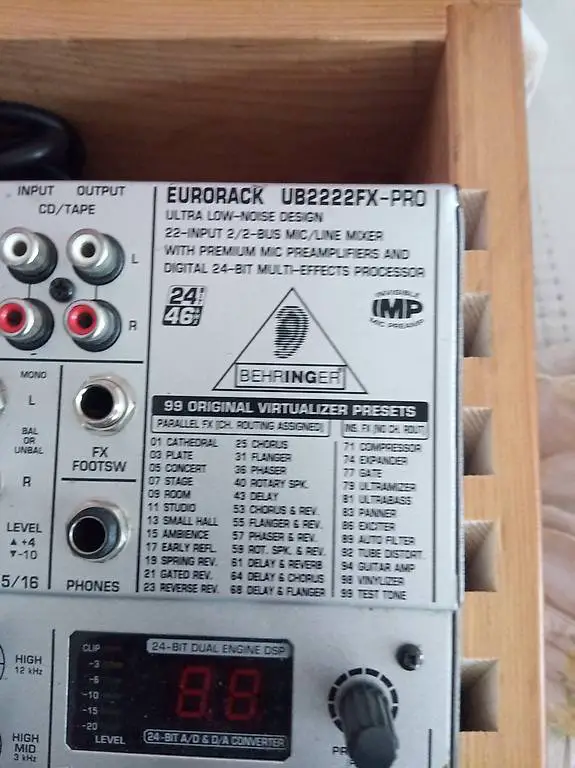 INPUT OUTPUT
CD/TAPE
L
R
EURORACK UB2222FX-PRO
ULTRA LOW-NOISE DESIGN
22-INPUT 2/2-BUS MIC/LINE MIXER
WITH PREMIUM MIC PREAMPLIFIERS AND
DIGITAL 24-BIT MULTI-EFFECTS PROCESSOR
24
46
INVISIBLE
IMP
MIC PREAMP
BEHRINGER
99 ORIGINAL VIRTUALIZER PRESETS
PARALLEL FX (CH. ROUTING ASSIGNED)
INS. FX (NO CH. ROUT)
01 CATHEDRAL
03 PLATE
05 CONCERT
07 STAGE
09 ROOM
11 STUDIO
13 SMALL HALL
15 AMBIENCE
17 EARLY REFL.
19 SPRING REV.
21 GATED REV.
23 REVERSE REV.
25 CHORUS
31 FLANGER
36 PHASER
40 ROTARY SPK.
43 DELAY
53 CHORUS & REV.
55 FLANGER & REV.
57 PHASER & REV.
59 ROT. SPK. & REV.
61 DELAY & REVERB
64 DELAY & CHORUS
68 DELAY & FLANGER
71 COMPRESSOR
74 EXPANDER
77 GATE
79 ULTRAMIZER
81 ULTRABASS
83 PANNER
86 EXCITER
89 AUTO FILTER
92 TUBE DISTORT.
94 GUITAR AMP
98 VINYLIZER
99 TEST TONE
MONO
L
BAL
OR
UNBAL
R
LEVEL
▲ +4
▼-10
5/16
FX
FOOTSW
PHONES
HIGH
12 kHz
HIGH
MID
3 kHz
CLIP
-3
-6
-10
-15
-20
LEVEL
24-BIT DUAL ENGINE DSP
88
24-BIT A/D & D/A CONVERTER